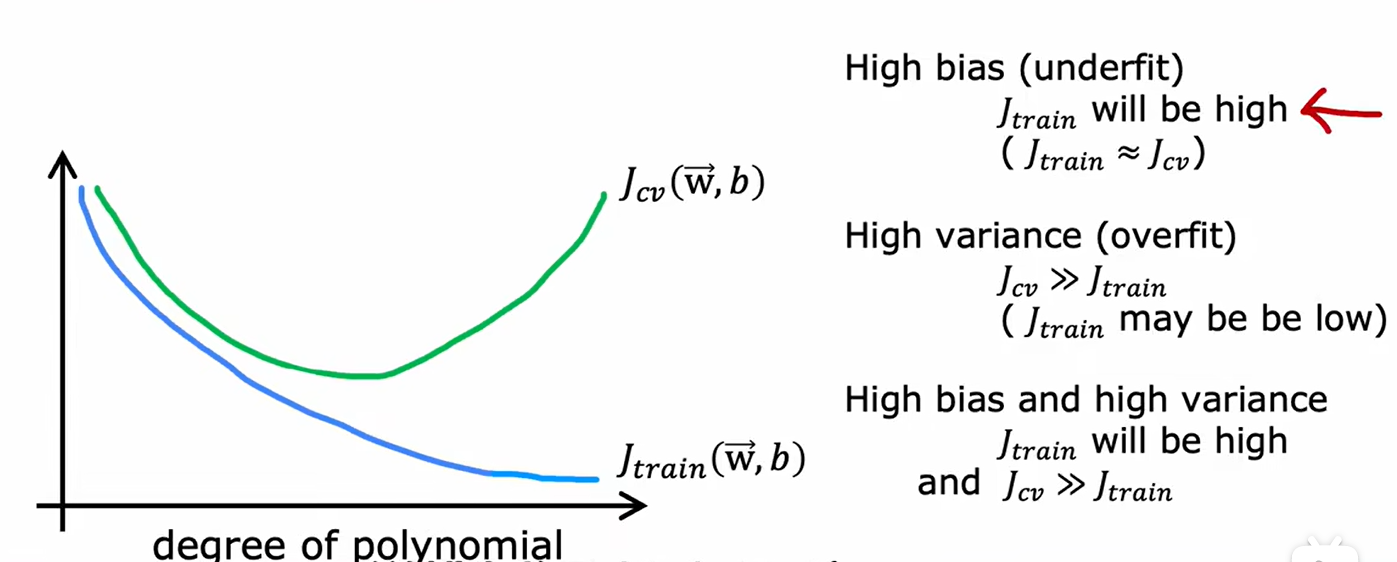 High bias (underfit)
J_train will be high
( J_train ≈ J_cv )
J_cv(w⃗, b)
High variance (overfit)
J_cv ≫ J_train
( J_train may be be low)
High bias and high variance
J_train will be high
and J_cv ≫ J_train
J_train(w⃗, b)
degree of polynomial